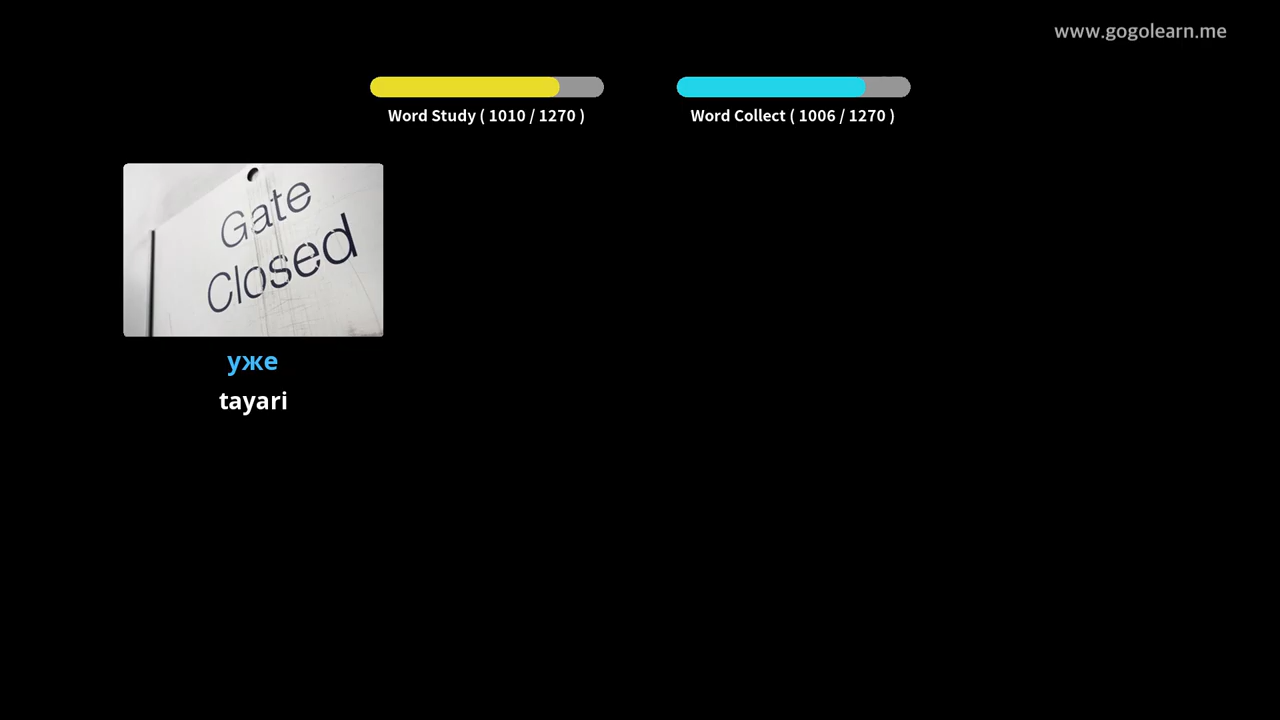 www.gogolearn.me
Word Study ( 1010 / 1270 )
Word Collect ( 1006 / 1270 )
Gate
Closed
уже
tayari